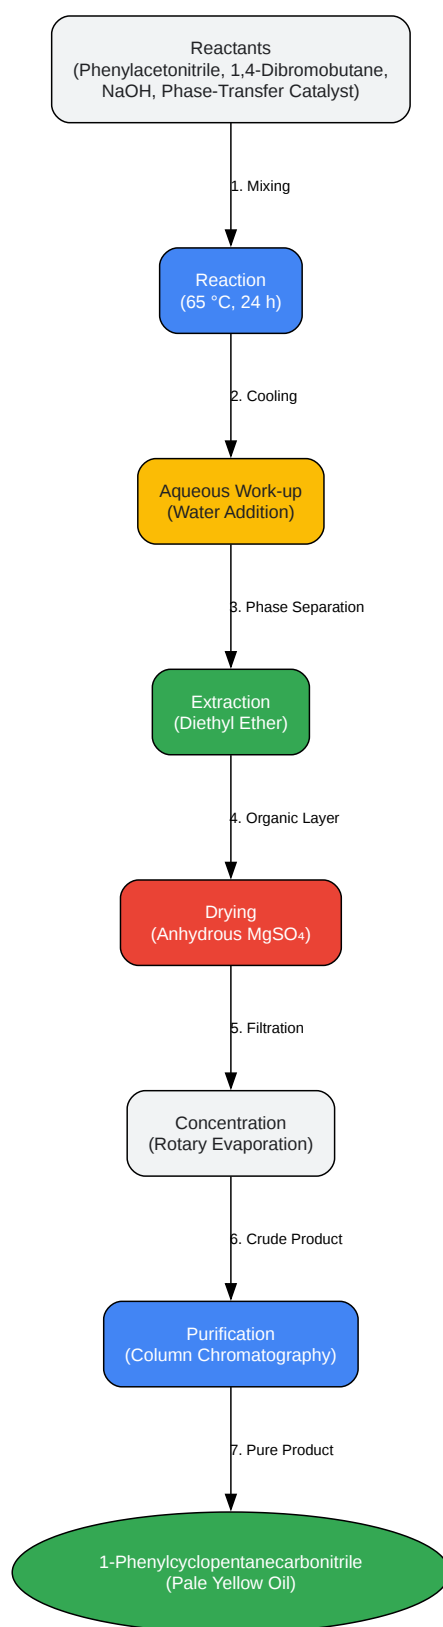 Reactants
(Phenylacetonitrile, 1,4-Dibromobutane,
NaOH, Phase-Transfer Catalyst)
1. Mixing
Reaction
(65 °C, 24 h)
2. Cooling
Aqueous Work-up
(Water Addition)
3. Phase Separation
Extraction
(Diethyl Ether)
4. Organic Layer
Drying
(Anhydrous MgSO₄)
5. Filtration
Concentration
(Rotary Evaporation)
6. Crude Product
Purification
(Column Chromatography)
7. Pure Product
1-Phenylcyclopentanecarbonitrile
(Pale Yellow Oil)